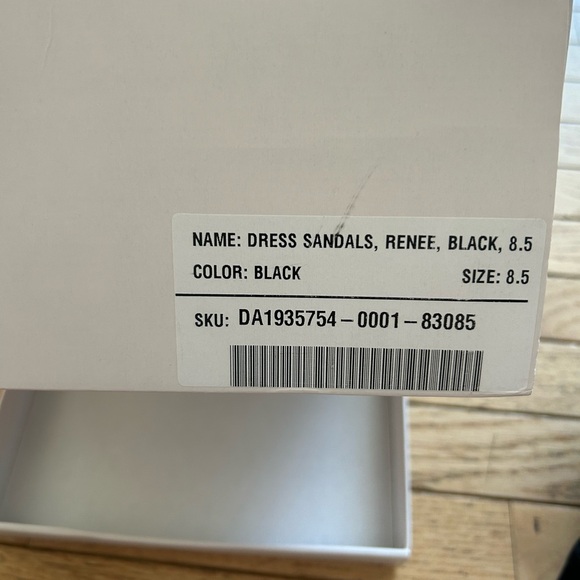 NAME: DRESS SANDALS, RENEE, BLACK, 8.5
COLOR: BLACK SIZE: 8.5
SKU: DA1935754-0001-83085